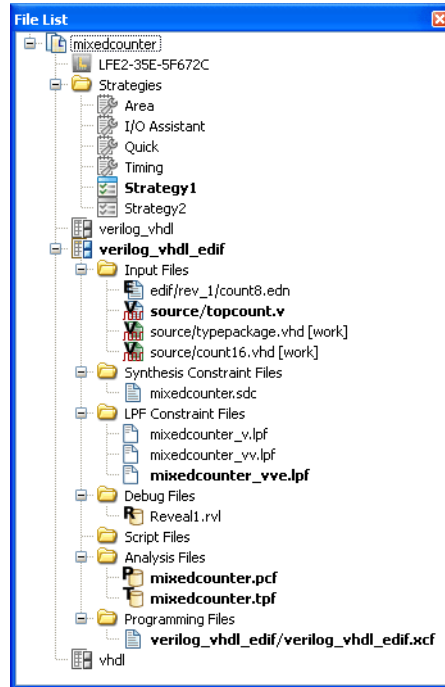 File List
mixedcounter
LFE2-35E-5F672C
Strategies
Area
I/O Assistant
Quick
Timing
Strategy1
Strategy2
verilog_vhdl
verilog_vhdl_edif
Input Files
edif/rev_1/count8.edn
source/topcount.v
source/typepackage.vhd [work]
source/count16.vhd [work]
Synthesis Constraint Files
mixedcounter.sdc
LPF Constraint Files
mixedcounter_v.lpf
mixedcounter_vv.lpf
mixedcounter_vve.lpf
Debug Files
Reveal1.rvl
Script Files
Analysis Files
mixedcounter.pcf
mixedcounter.tpf
Programming Files
verilog_vhdl_edif/verilog_vhdl_edif.xcf
vhdl